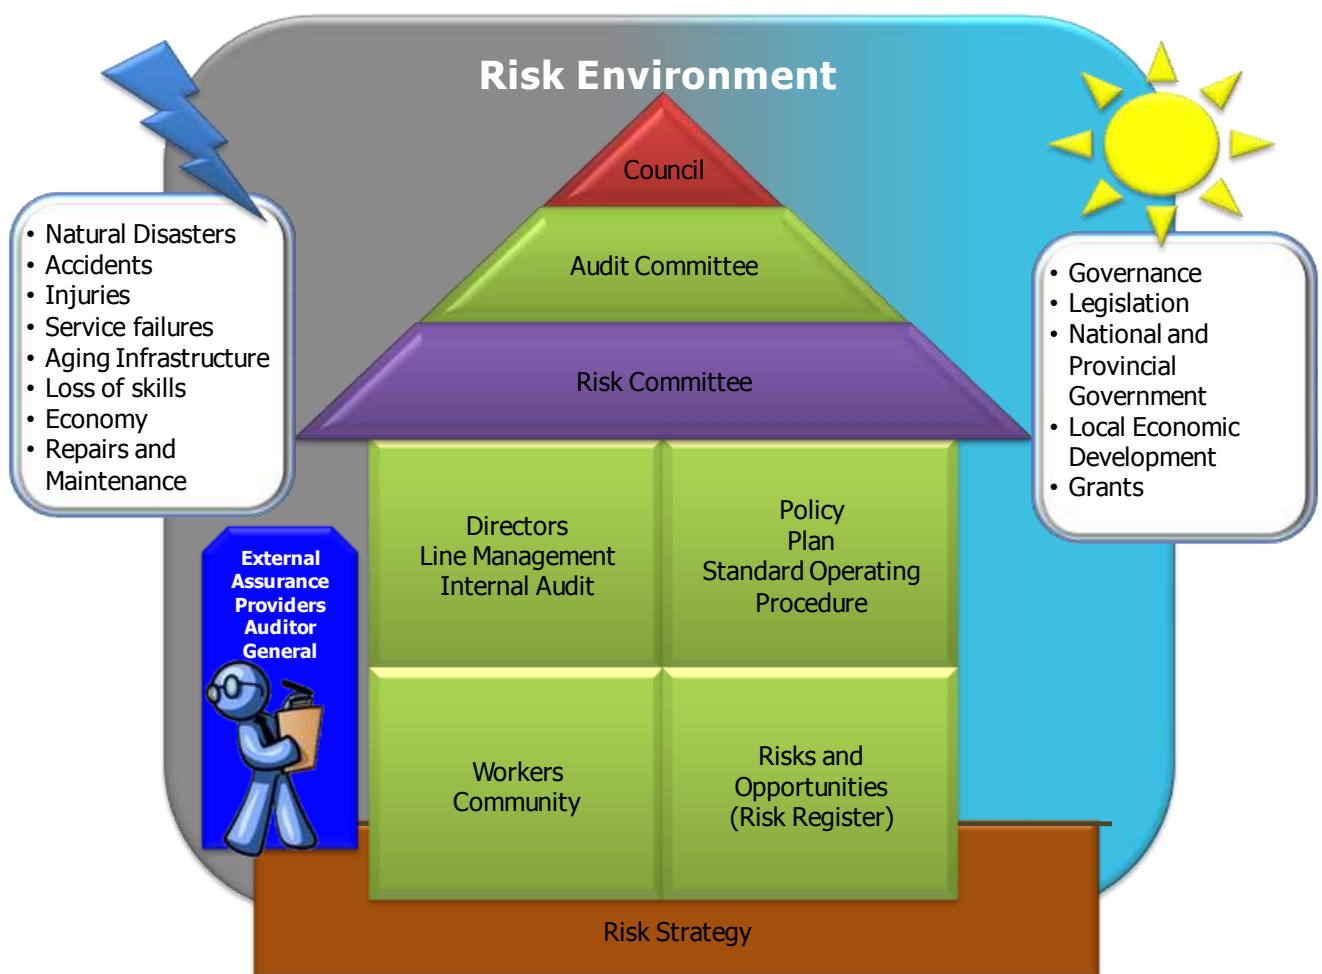 Risk Environment
Council
Audit Committee
Risk Committee
• Natural Disasters
• Accidents
• Injuries
• Service failures
• Aging Infrastructure
• Loss of skills
• Economy
• Repairs and
Maintenance
• Governance
• Legislation
• National and
Provincial
Government
• Local Economic
Development
• Grants
External
Assurance
Providers
Auditor
General
Directors
Line Management
Internal Audit
Policy
Plan
Standard Operating
Procedure
Workers
Community
Risks and
Opportunities
(Risk Register)
Risk Strategy